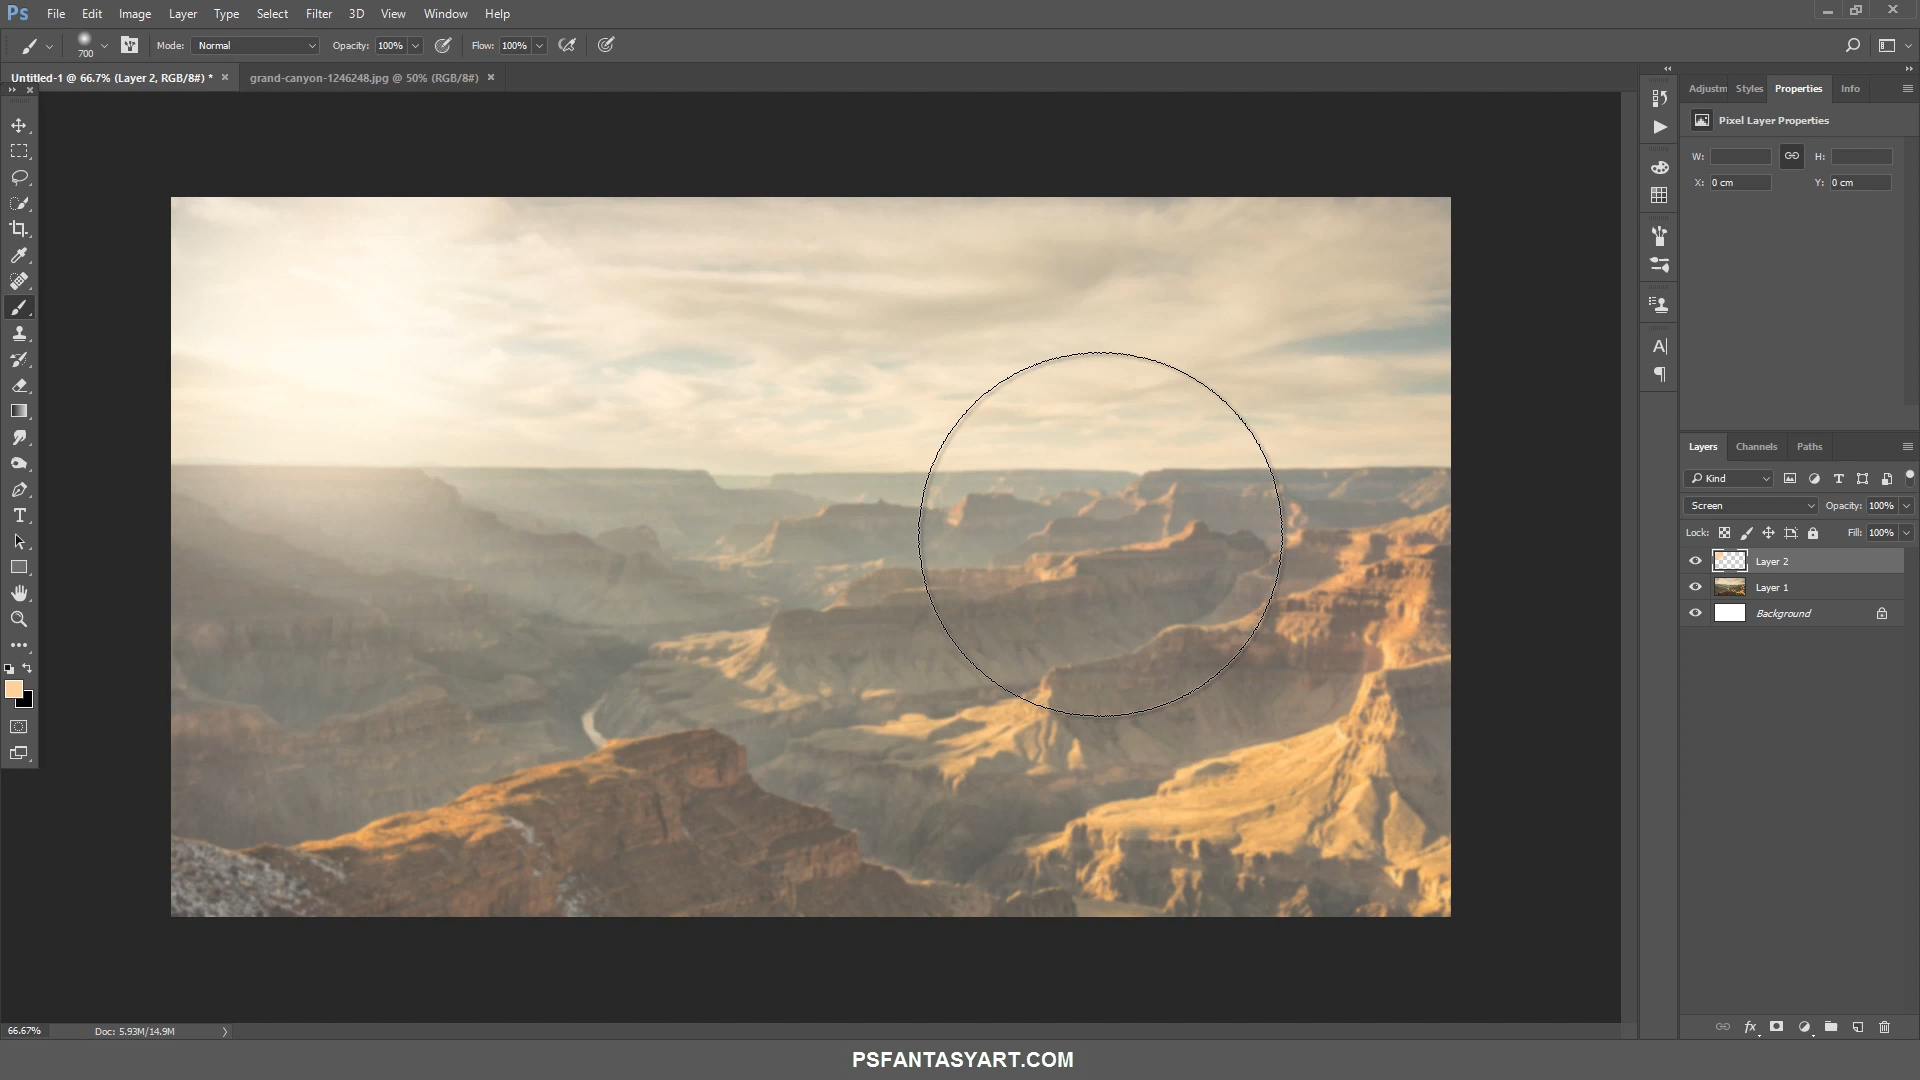 Ps File Edit Image Layer Type Select Filter 3D View Window Help
700 Mode: Normal Opacity: 100% Flow: 100%
Untitled-1 @ 66.7% (Layer 2, RGB/8#) * × grand-canyon-1246248.jpg @ 50% (RGB/8#) ×
Adjustm Styles Properties Info
Pixel Layer Properties
W: H:
X: 0 cm Y: 0 cm
Layers Channels Paths
Kind
Screen Opacity: 100%
Lock: Fill: 100%
Layer 2
Layer 1
Background
66.67% Doc: 5.93M/14.9M
PSFANTASYART.COM